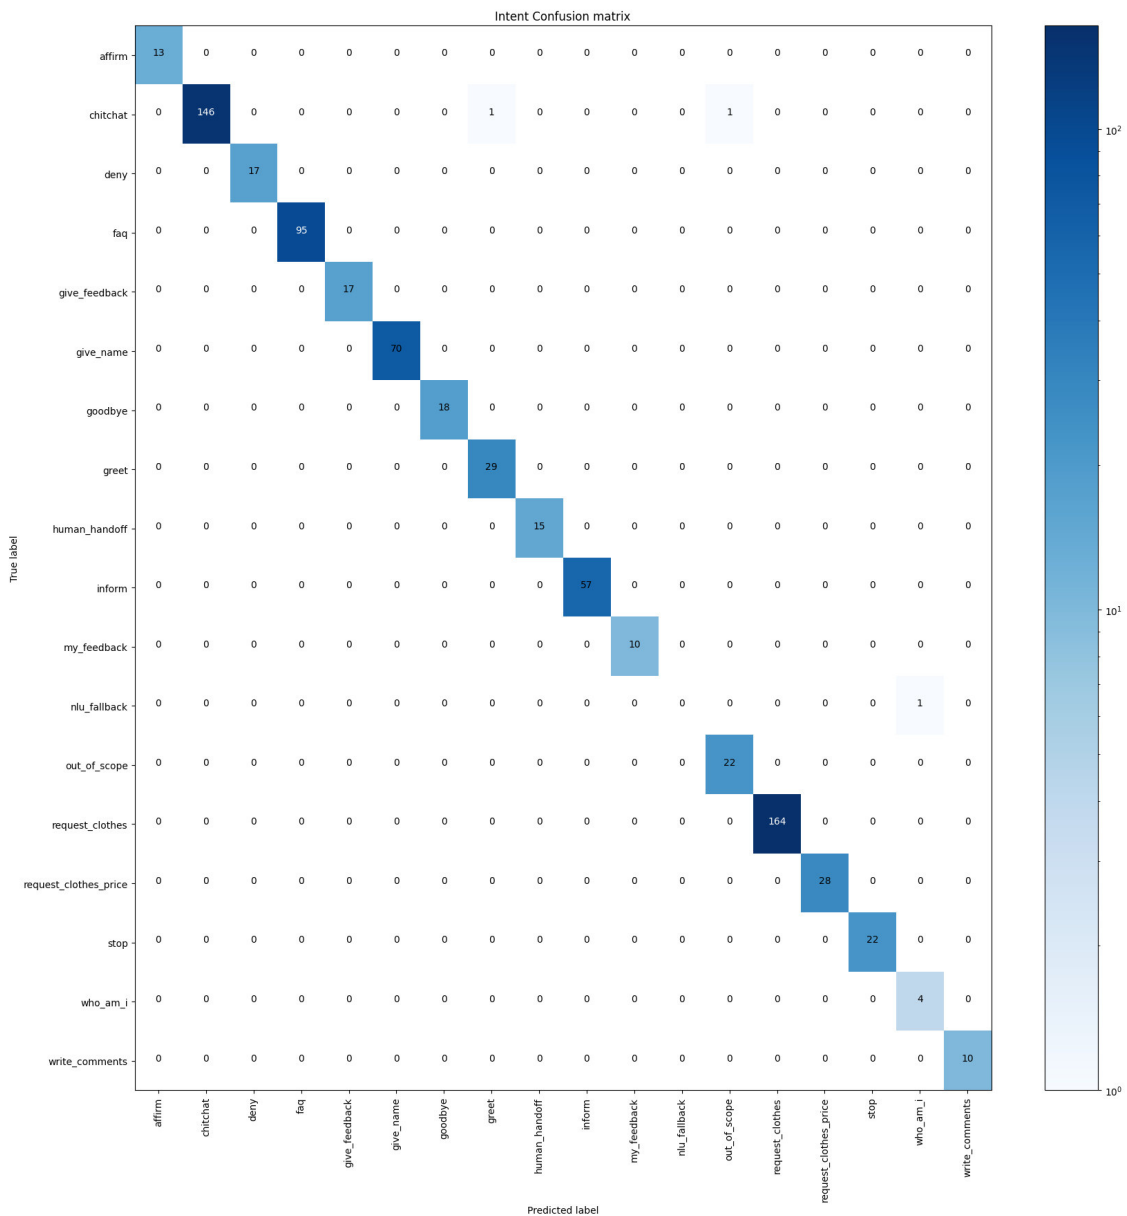 Intent Confusion matrix
affirm 13 0 0 0 0 0 0 0 0 0 0 0 0 0 0 0 0 0
chitchat 0 146 0 0 0 0 0 1 0 0 0 0 1 0 0 0 0 0
deny 0 0 17 0 0 0 0 0 0 0 0 0 0 0 0 0 0 0
faq 0 0 0 95 0 0 0 0 0 0 0 0 0 0 0 0 0 0
give_feedback 0 0 0 0 17 0 0 0 0 0 0 0 0 0 0 0 0 0
give_name 0 0 0 0 0 70 0 0 0 0 0 0 0 0 0 0 0 0
goodbye 0 0 0 0 0 0 18 0 0 0 0 0 0 0 0 0 0 0
greet 0 0 0 0 0 0 0 29 0 0 0 0 0 0 0 0 0 0
human_handoff 0 0 0 0 0 0 0 0 15 0 0 0 0 0 0 0 0 0
inform 0 0 0 0 0 0 0 0 0 57 0 0 0 0 0 0 0 0
my_feedback 0 0 0 0 0 0 0 0 0 0 10 0 0 0 0 0 0 0
nlu_fallback 0 0 0 0 0 0 0 0 0 0 0 0 0 0 0 0 1 0
out_of_scope 0 0 0 0 0 0 0 0 0 0 0 0 22 0 0 0 0 0
request_clothes 0 0 0 0 0 0 0 0 0 0 0 0 0 164 0 0 0 0
request_clothes_price 0 0 0 0 0 0 0 0 0 0 0 0 0 0 28 0 0 0
stop 0 0 0 0 0 0 0 0 0 0 0 0 0 0 0 22 0 0
who_am_i 0 0 0 0 0 0 0 0 0 0 0 0 0 0 0 0 4 0
write_comments 0 0 0 0 0 0 0 0 0 0 0 0 0 0 0 0 0 10
True label
affirm
chitchat
deny
faq
give_feedback
give_name
goodbye
greet
human_handoff
inform
my_feedback
nlu_fallback
out_of_scope
request_clothes
request_clothes_price
stop
who_am_i
write_comments
Predicted label
10²
10¹
10⁰